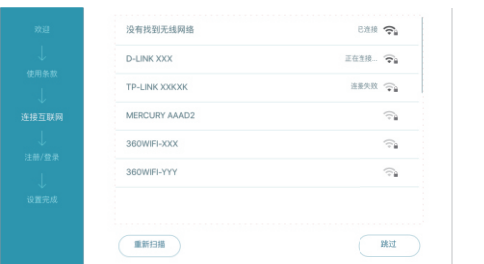 欢迎
使用条款
连接互联网
注册/登录
设置完成
没有找到无线网络 已连接
D-LINK XXX 正在连接...
TP-LINK XXKXK 连接失败
MERCURY AAAD2
360WIFI-XXX
360WIFI-YYY
重新扫描 跳过